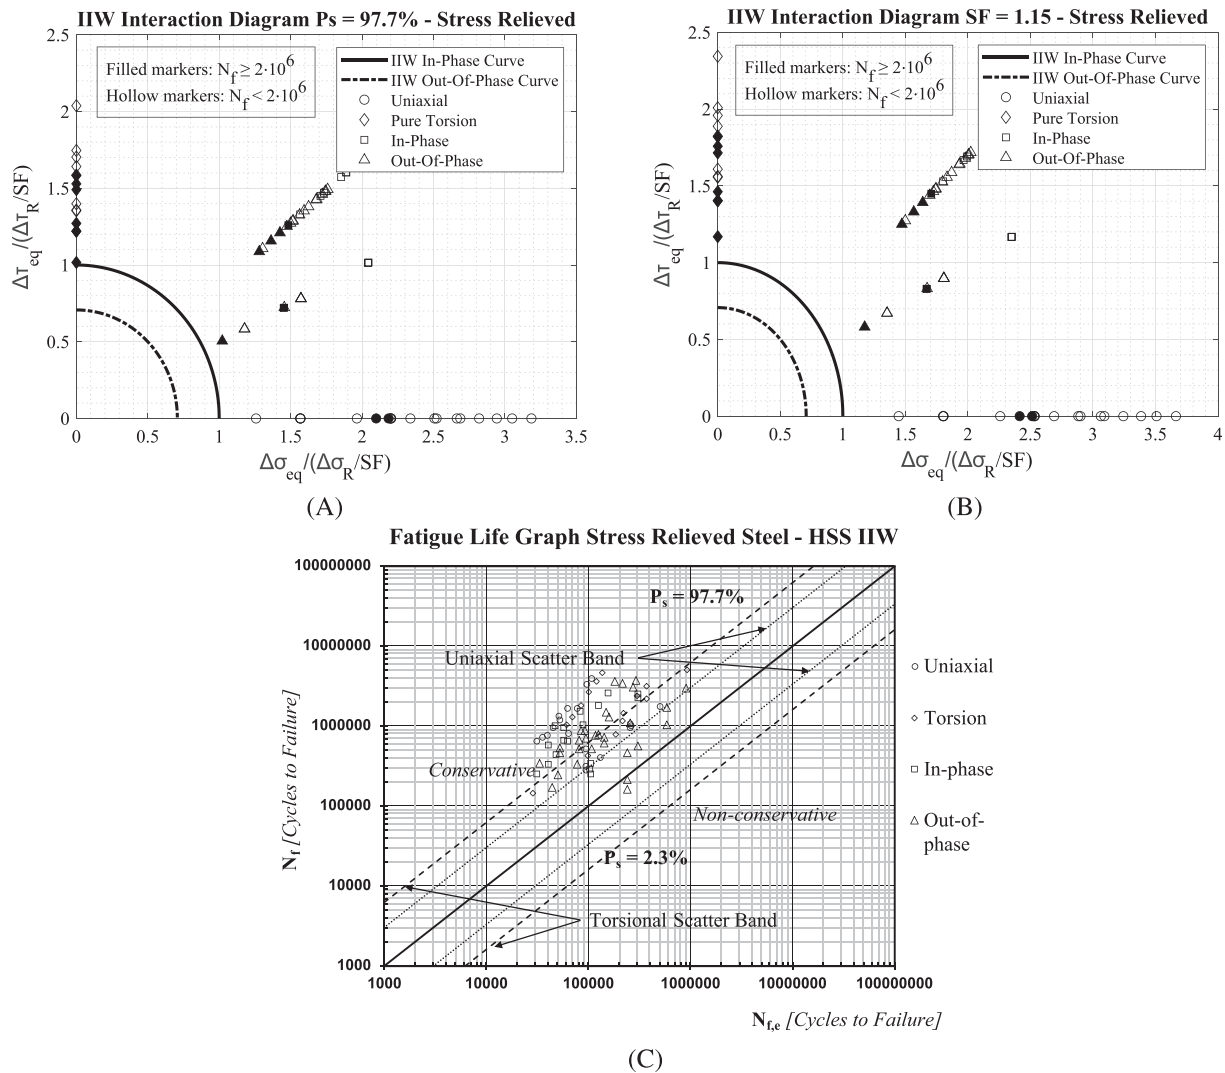 IIW Interaction Diagram Ps = 97.7% - Stress Relieved
Filled markers: N_f ≥ 2·10^6
Hollow markers: N_f < 2·10^6
IIW In-Phase Curve
IIW Out-Of-Phase Curve
Uniaxial
Pure Torsion
In-Phase
Out-Of-Phase
2.5
2
1.5
1
0.5
0
Δτ_eq/(Δτ_R/SF)
0 0.5 1 1.5 2 2.5 3 3.5
Δσ_eq/(Δσ_R/SF)
(A)
IIW Interaction Diagram SF = 1.15 - Stress Relieved
Filled markers: N_f ≥ 2·10^6
Hollow markers: N_f < 2·10^6
IIW In-Phase Curve
IIW Out-Of-Phase Curve
Uniaxial
Pure Torsion
In-Phase
Out-Of-Phase
2.5
2
1.5
1
0.5
0
Δτ_eq/(Δτ_R/SF)
0 0.5 1 1.5 2 2.5 3 3.5 4
Δσ_eq/(Δσ_R/SF)
(B)
Fatigue Life Graph Stress Relieved Steel - HSS IIW
100000000
10000000
1000000
100000
10000
1000
N_f [Cycles to Failure]
P_s = 97.7%
Uniaxial Scatter Band
Conservative
Non-conservative
P_s = 2.3%
Torsional Scatter Band
Uniaxial
Torsion
In-phase
Out-of-
phase
1000 10000 100000 1000000 10000000 100000000
N_f,e [Cycles to Failure]
(C)